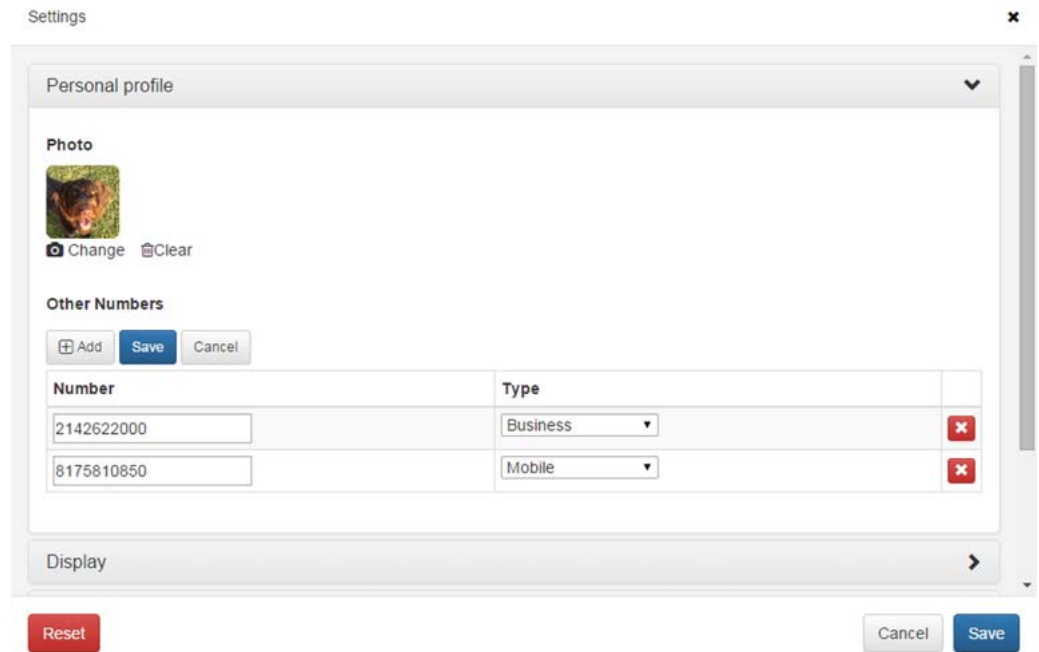 Settings
Personal profile
Photo
Change Clear
Other Numbers
Add Save Cancel
Number Type
2142622000 Business
8175810850 Mobile
Display
Reset Cancel Save